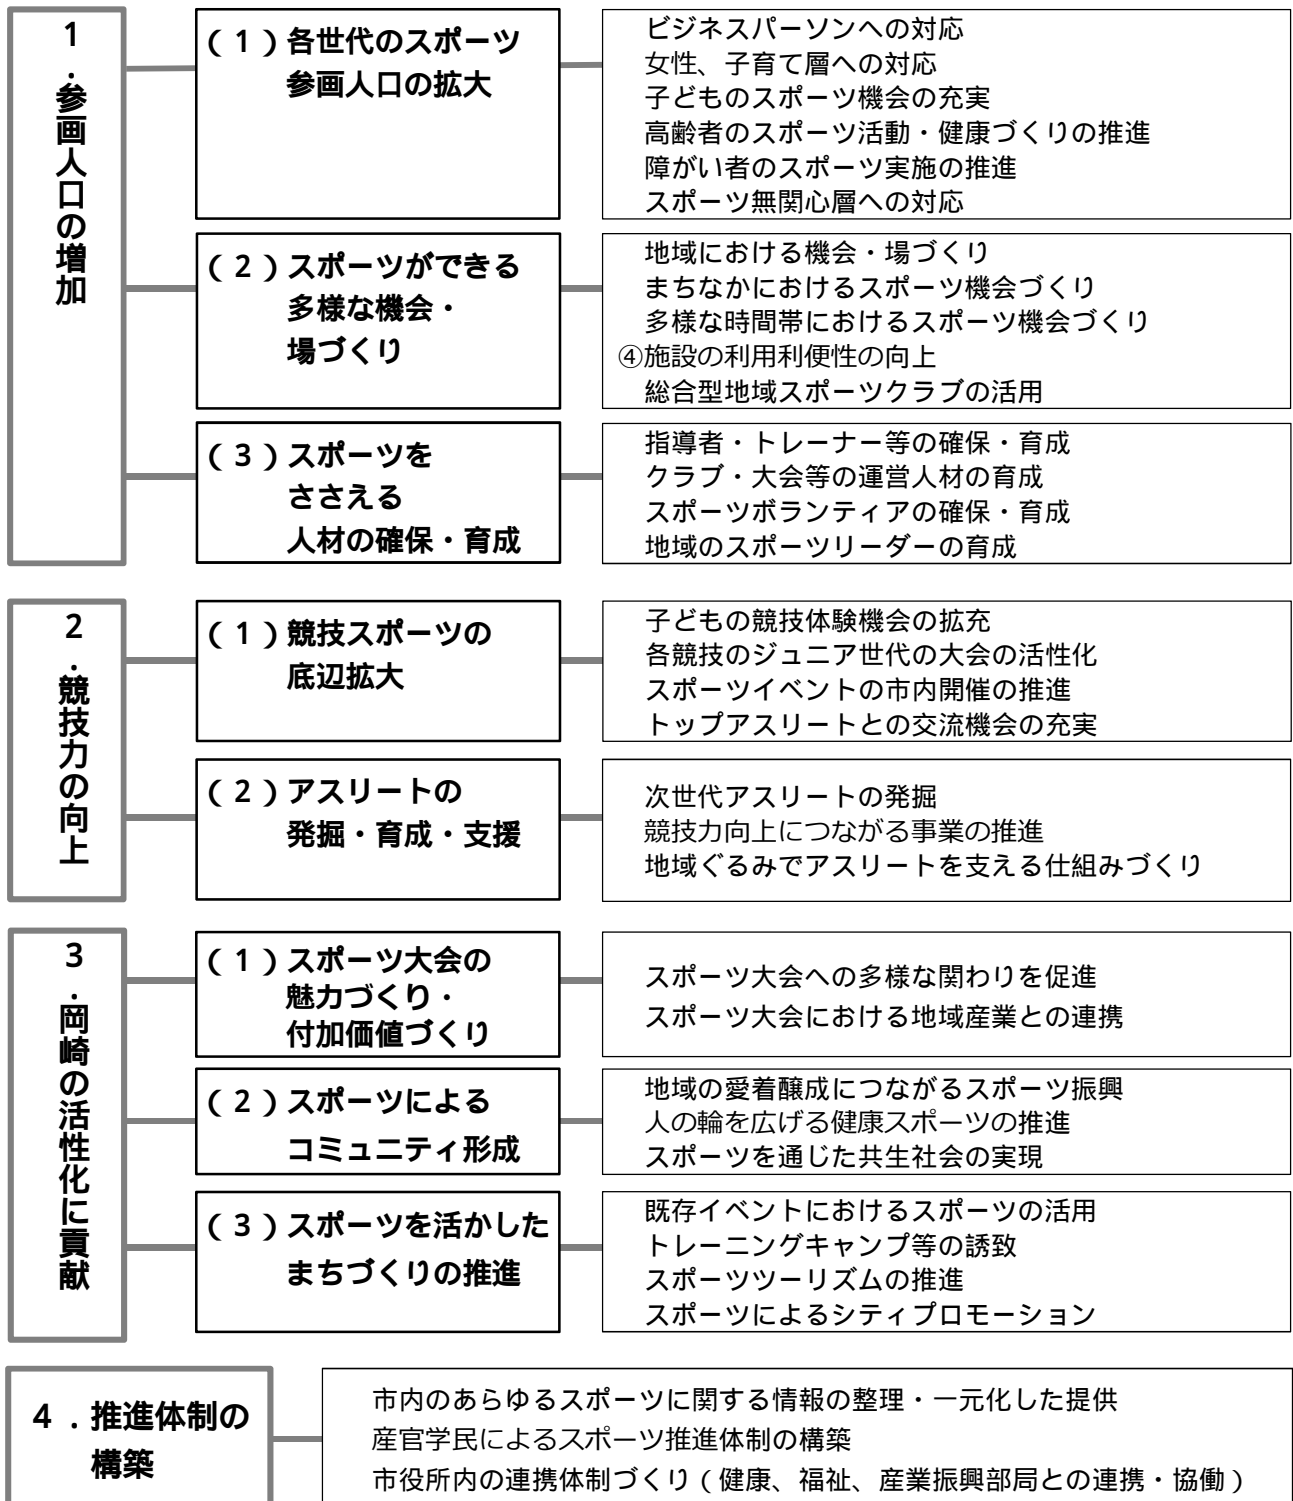 1.参画人口の増加
(1)各世代のスポーツ
参画人口の拡大
ビジネスパーソンへの対応
女性、子育て層への対応
子どものスポーツ機会の充実
高齢者のスポーツ活動・健康づくりの推進
障がい者のスポーツ実施の推進
スポーツ無関心層への対応
(2)スポーツができる
多様な機会・
場づくり
地域における機会・場づくり
まちなかにおけるスポーツ機会づくり
多様な時間帯におけるスポーツ機会づくり
④施設の利用利便性の向上
総合型地域スポーツクラブの活用
(3)スポーツを
ささえる
人材の確保・育成
指導者・トレーナー等の確保・育成
クラブ・大会等の運営人材の育成
スポーツボランティアの確保・育成
地域のスポーツリーダーの育成
2.競技力の向上
(1)競技スポーツの
底辺拡大
子どもの競技体験機会の拡充
各競技のジュニア世代の大会の活性化
スポーツイベントの市内開催の推進
トップアスリートとの交流機会の充実
(2)アスリートの
発掘・育成・支援
次世代アスリートの発掘
競技力向上につながる事業の推進
地域ぐるみでアスリートを支える仕組みづくり
3.岡崎の活性化に貢献
(1)スポーツ大会の
魅力づくり・
付加価値づくり
スポーツ大会への多様な関わりを促進
スポーツ大会における地域産業との連携
(2)スポーツによる
コミュニティ形成
地域の愛着醸成につながるスポーツ振興
人の輪を広げる健康スポーツの推進
スポーツを通じた共生社会の実現
(3)スポーツを活かした
まちづくりの推進
既存イベントにおけるスポーツの活用
トレーニングキャンプ等の誘致
スポーツツーリズムの推進
スポーツによるシティプロモーション
4.推進体制の
構築
市内のあらゆるスポーツに関する情報の整理・一元化した提供
産官学民によるスポーツ推進体制の構築
市役所内の連携体制づくり(健康、福祉、産業振興部局との連携・協働)